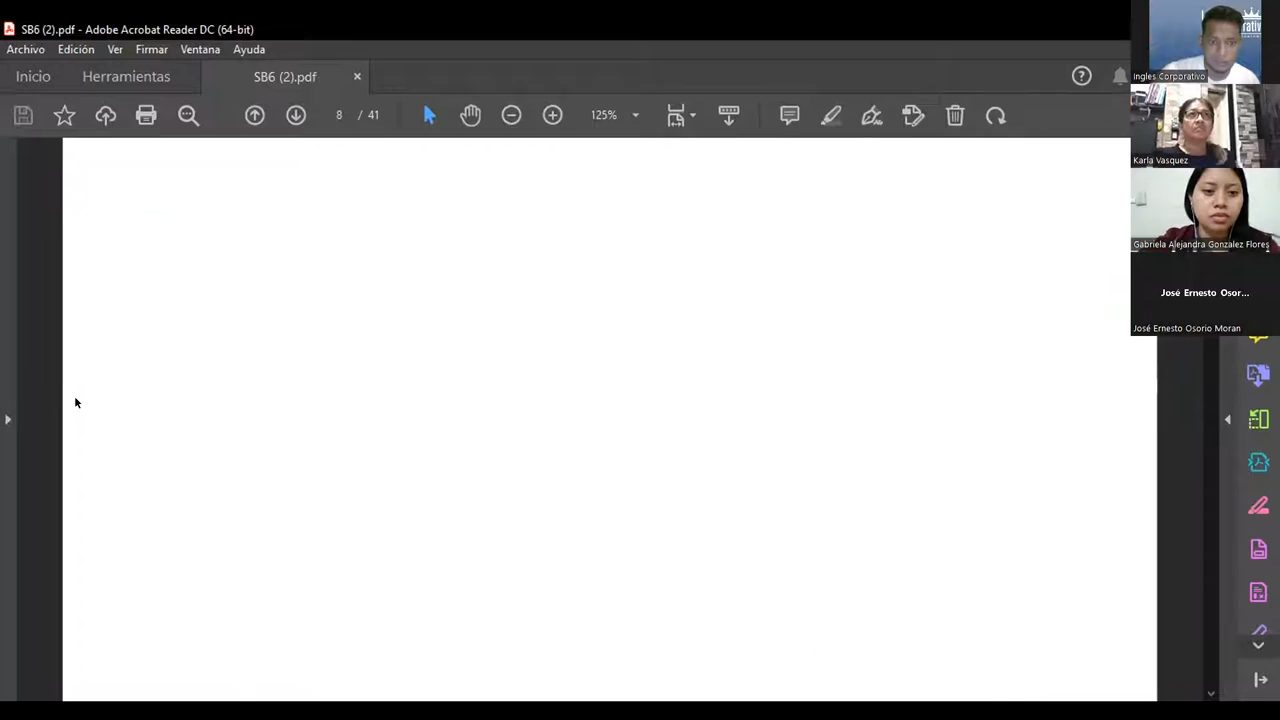 SB6 (2).pdf - Adobe Acrobat Reader DC (64-bit)
Archivo Edición Ver Firmar Ventana Ayuda
Inicio Herramientas SB6 (2).pdf
8 / 41 125%
Ingles Corporativo
Karla Vasquez
Gabriela Alejandra Gonzalez Flores
José Ernesto Osor...
José Ernesto Osorio Moran